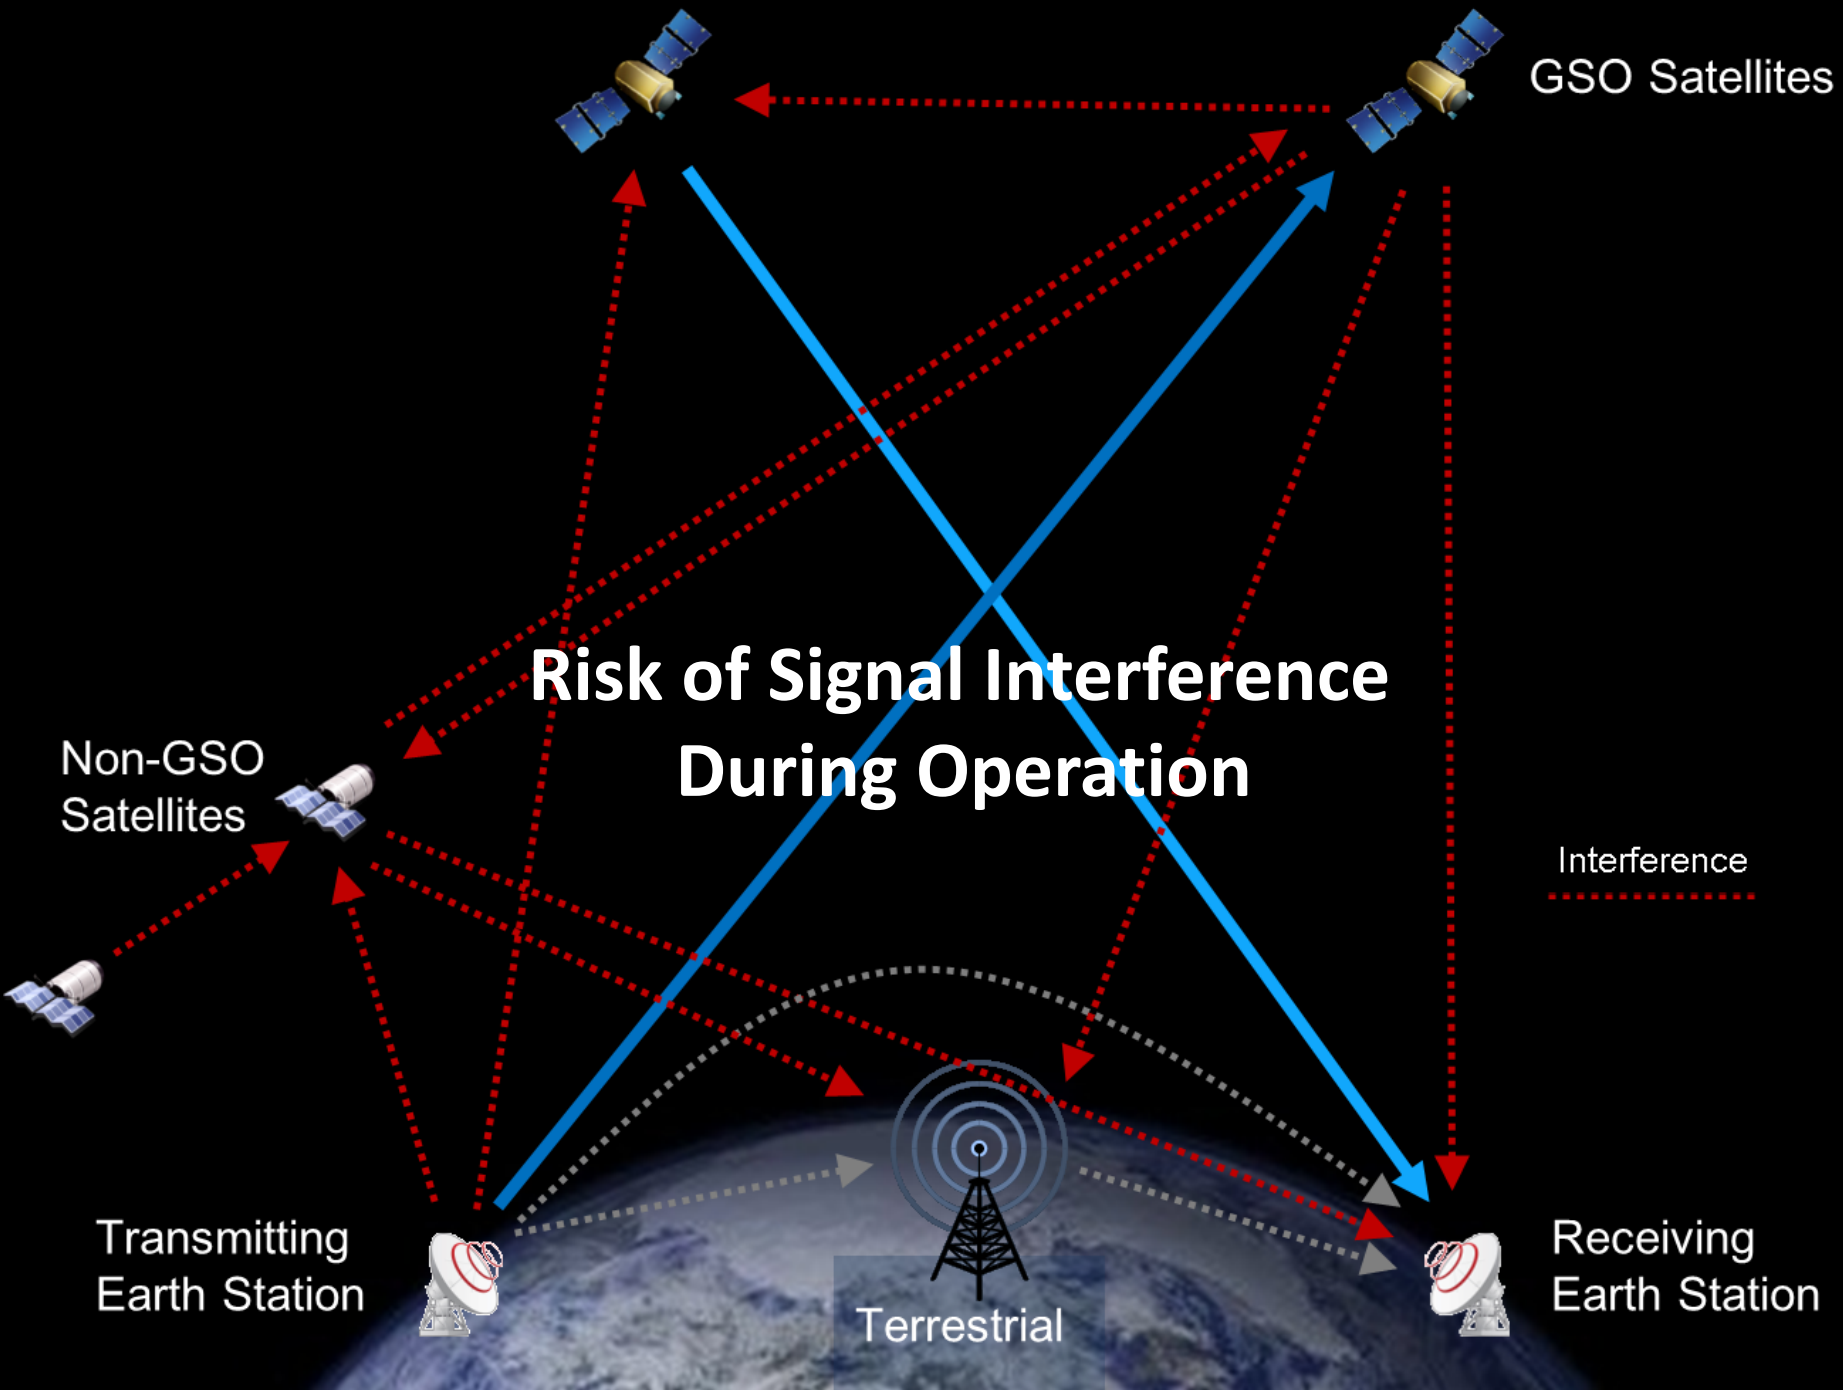 GSO Satellites
Risk of Signal Interference
During Operation
Non-GSO
Satellites
Interference
Transmitting
Earth Station
Terrestrial
Receiving
Earth Station